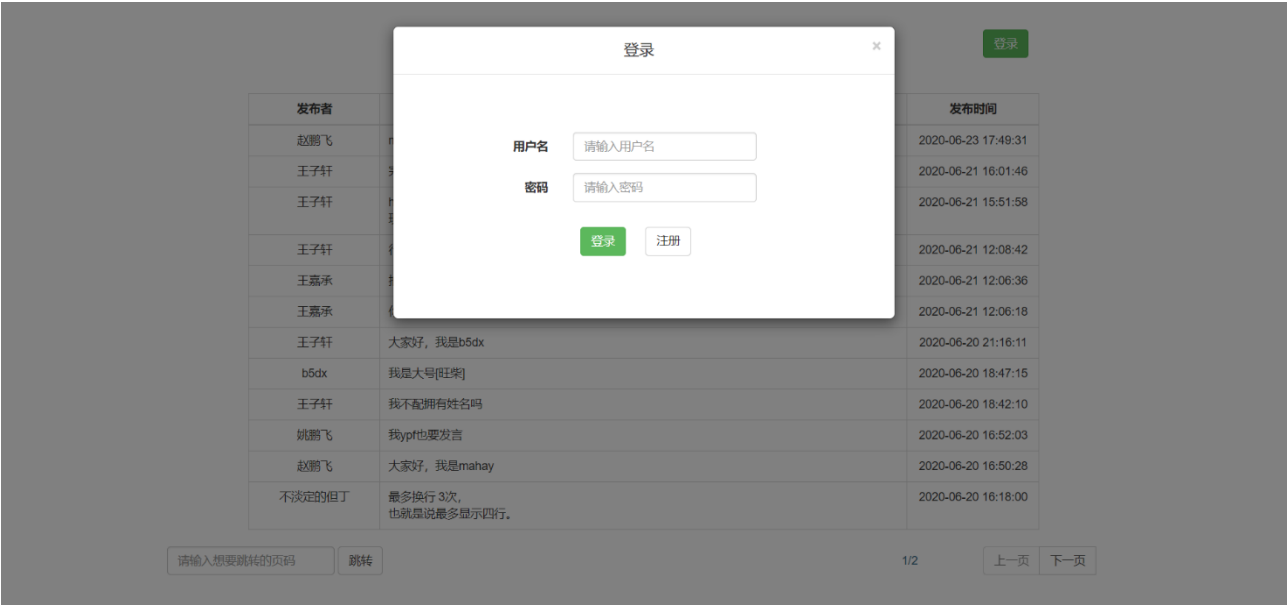 登录
×
登录
发布者
发布时间
赵鹏飞
2020-06-23 17:49:31
用户名
请输入用户名
王子轩
2020-06-21 16:01:46
密码
请输入密码
王子轩
2020-06-21 15:51:58
登录
注册
王子轩
2020-06-21 12:08:42
王嘉承
2020-06-21 12:06:36
王嘉承
2020-06-21 12:06:18
王子轩
大家好，我是b5dx
2020-06-20 21:16:11
b5dx
我是大号[旺柴]
2020-06-20 18:47:15
王子轩
我不配拥有姓名吗
2020-06-20 18:42:10
姚鹏飞
我ypf也要发言
2020-06-20 16:52:03
赵鹏飞
大家好，我是mahay
2020-06-20 16:50:28
不淡定的但丁
最多换行 3次，
也就是说最多显示四行。
2020-06-20 16:18:00
请输入想要跳转的页码
跳转
1/2
上一页
下一页